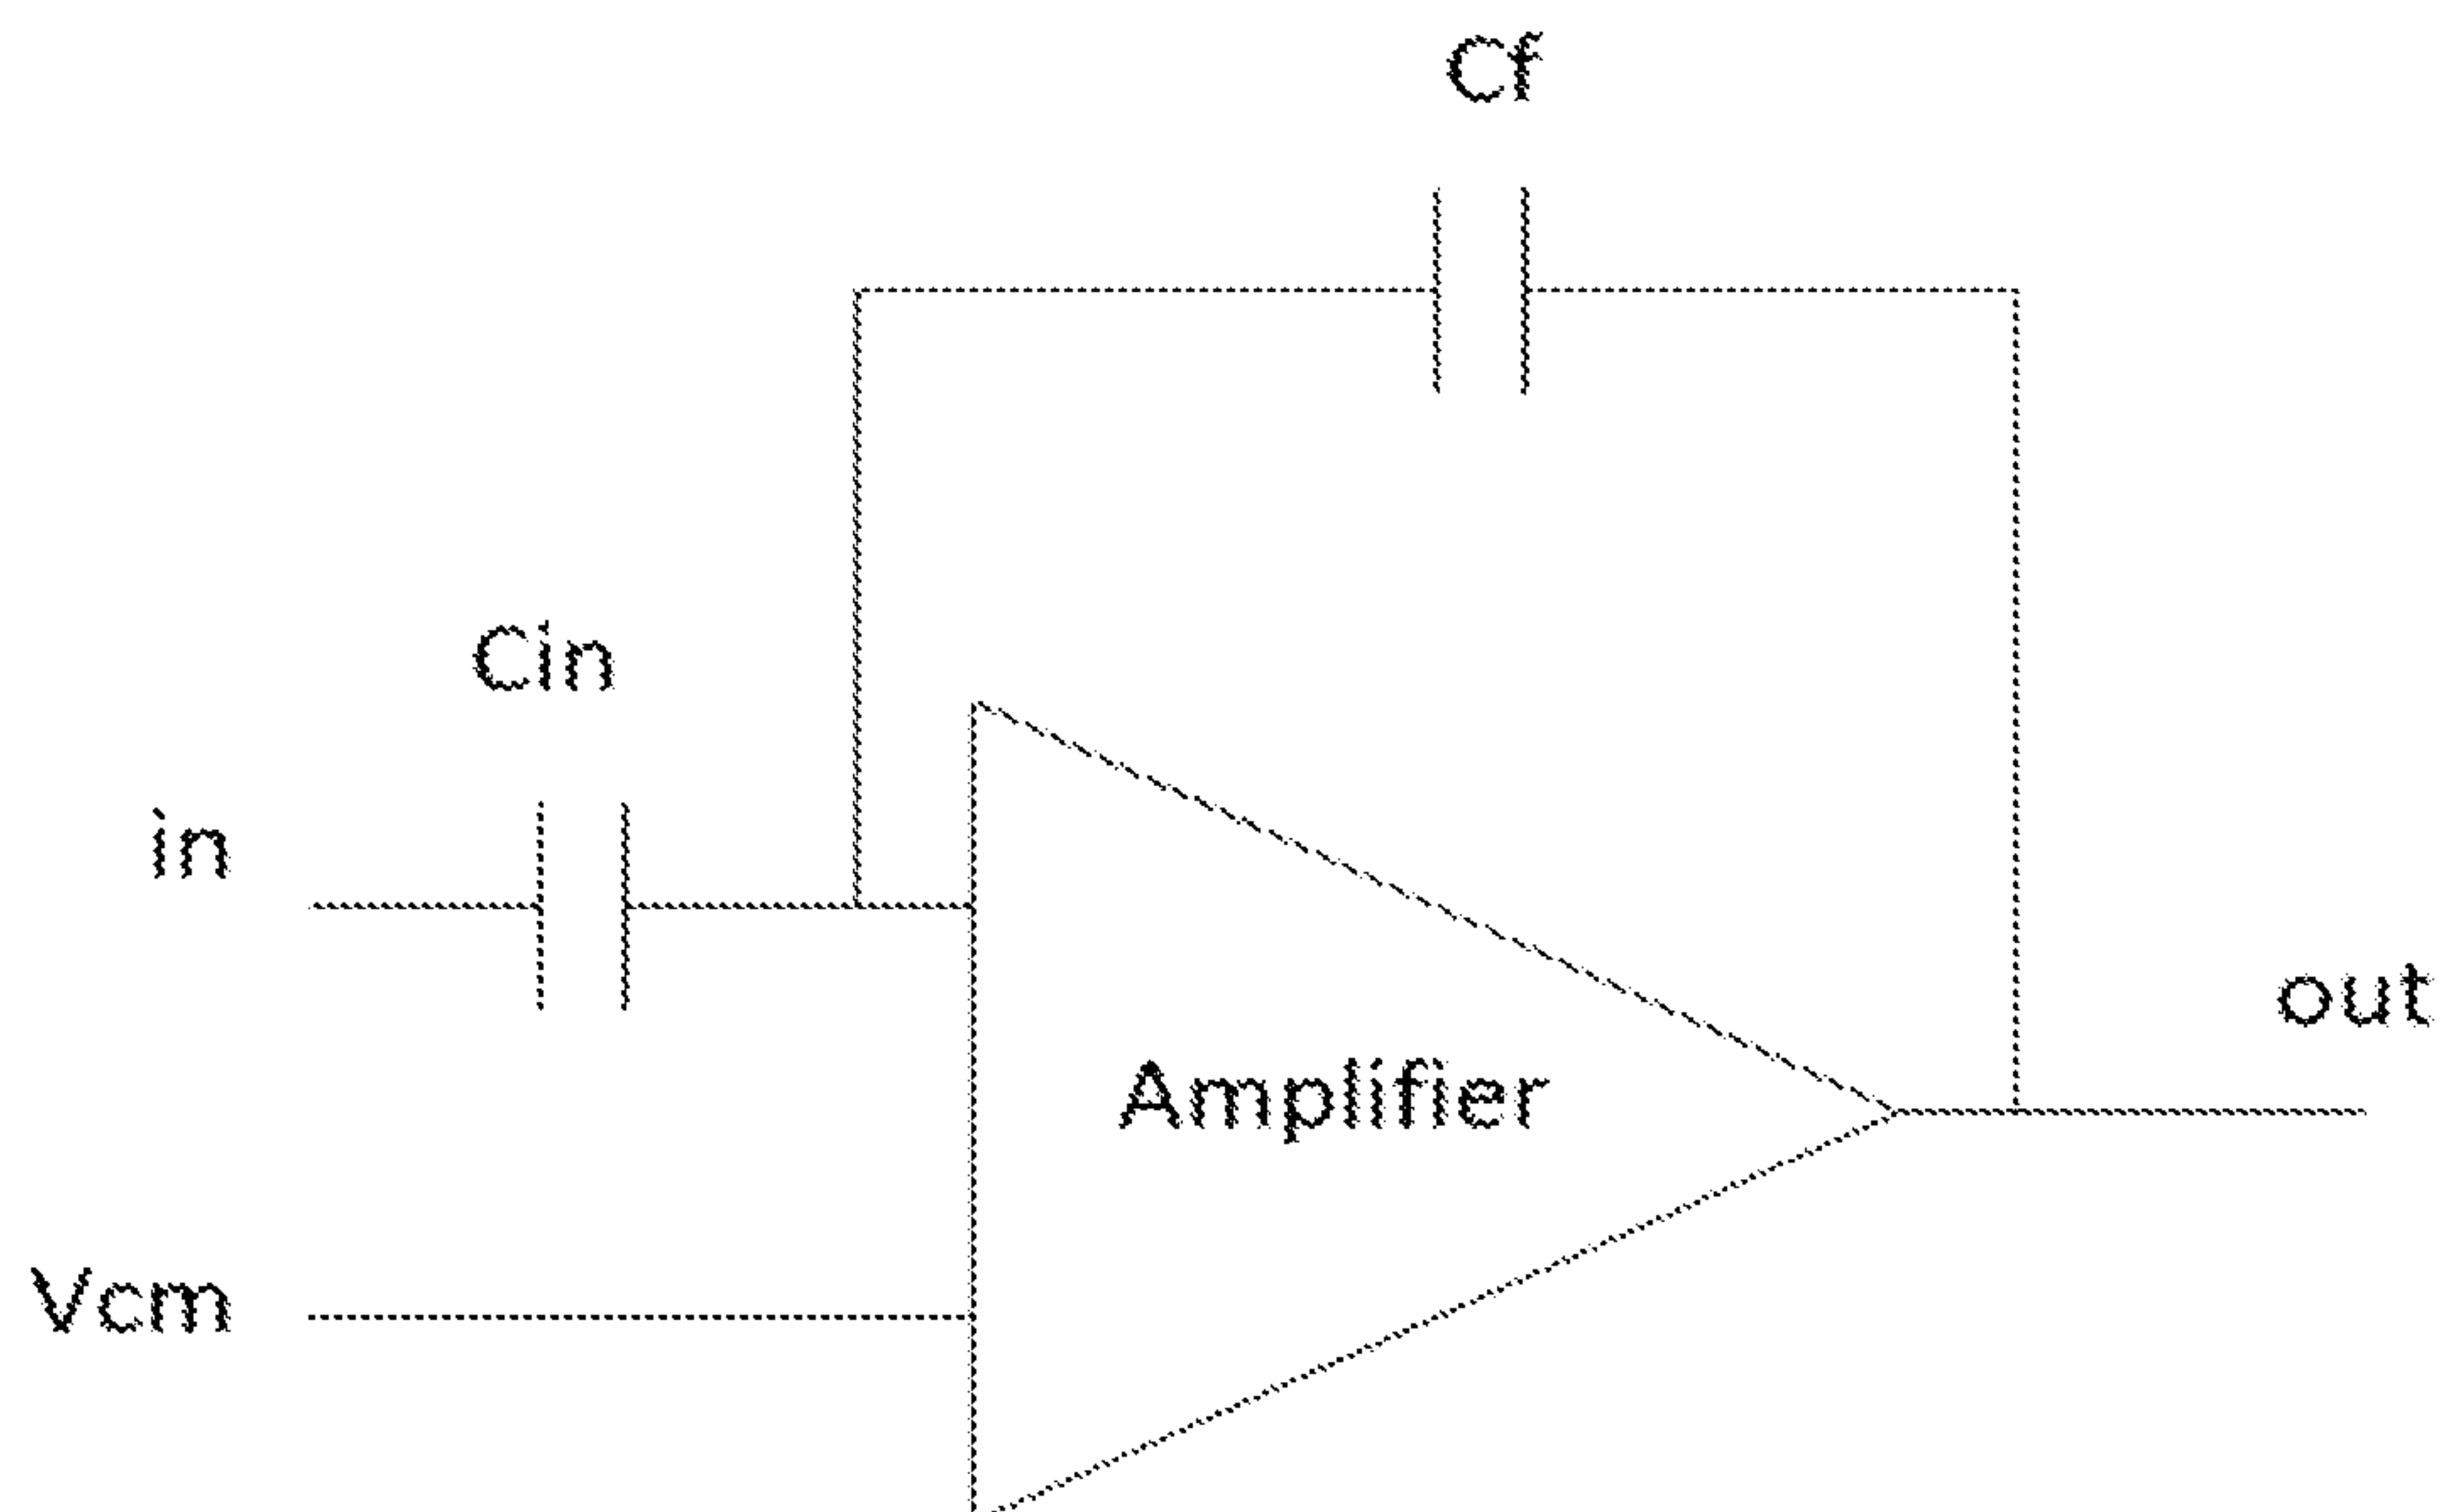 Cf
Cin
in
out
Amplifier
Vcm